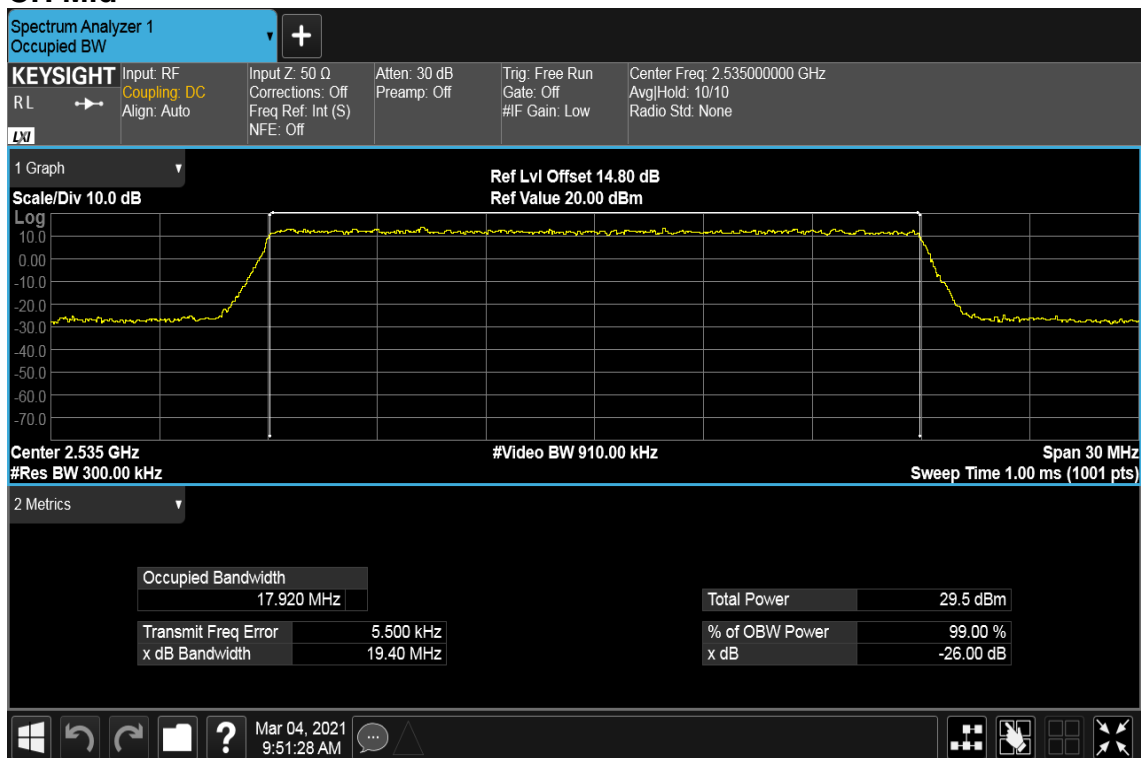 Spectrum Analyzer 1
Occupied BW
KEYSIGHT
RL
LXI
Input: RF
Coupling: DC
Align: Auto
Input Z: 50 Ω
Corrections: Off
Freq Ref: Int (S)
NFE: Off
Atten: 30 dB
Preamp: Off
Trig: Free Run
Gate: Off
#IF Gain: Low
Center Freq: 2.535000000 GHz
Avg|Hold: 10/10
Radio Std: None
1 Graph
Scale/Div 10.0 dB
Ref Lvl Offset 14.80 dB
Ref Value 20.00 dBm
Log
10.0
0.00
-10.0
-20.0
-30.0
-40.0
-50.0
-60.0
-70.0
Center 2.535 GHz
#Video BW 910.00 kHz
Span 30 MHz
#Res BW 300.00 kHz
Sweep Time 1.00 ms (1001 pts)
2 Metrics
Occupied Bandwidth
17.920 MHz
Total Power 29.5 dBm
Transmit Freq Error 5.500 kHz
% of OBW Power 99.00 %
x dB Bandwidth 19.40 MHz
x dB -26.00 dB
?
Mar 04, 2021
9:51:28 AM